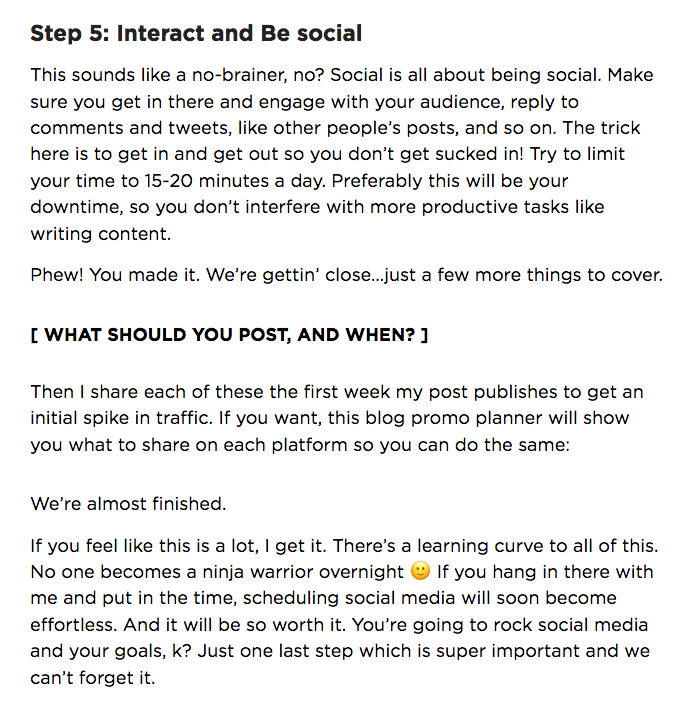 Step 5: Interact and Be social
This sounds like a no-brainer, no? Social is all about being social. Make
sure you get in there and engage with your audience, reply to
comments and tweets, like other people’s posts, and so on. The trick
here is to get in and get out so you don’t get sucked in! Try to limit
your time to 15-20 minutes a day. Preferably this will be your
downtime, so you don’t interfere with more productive tasks like
writing content.
Phew! You made it. We’re gettin’ close...just a few more things to cover.
[ WHAT SHOULD YOU POST, AND WHEN? ]
Then I share each of these the first week my post publishes to get an
initial spike in traffic. If you want, this blog promo planner will show
you what to share on each platform so you can do the same:
We’re almost finished.
If you feel like this is a lot, I get it. There’s a learning curve to all of this.
No one becomes a ninja warrior overnight 🙂 If you hang in there with
me and put in the time, scheduling social media will soon become
effortless. And it will be so worth it. You’re going to rock social media
and your goals, k? Just one last step which is super important and we
can’t forget it.